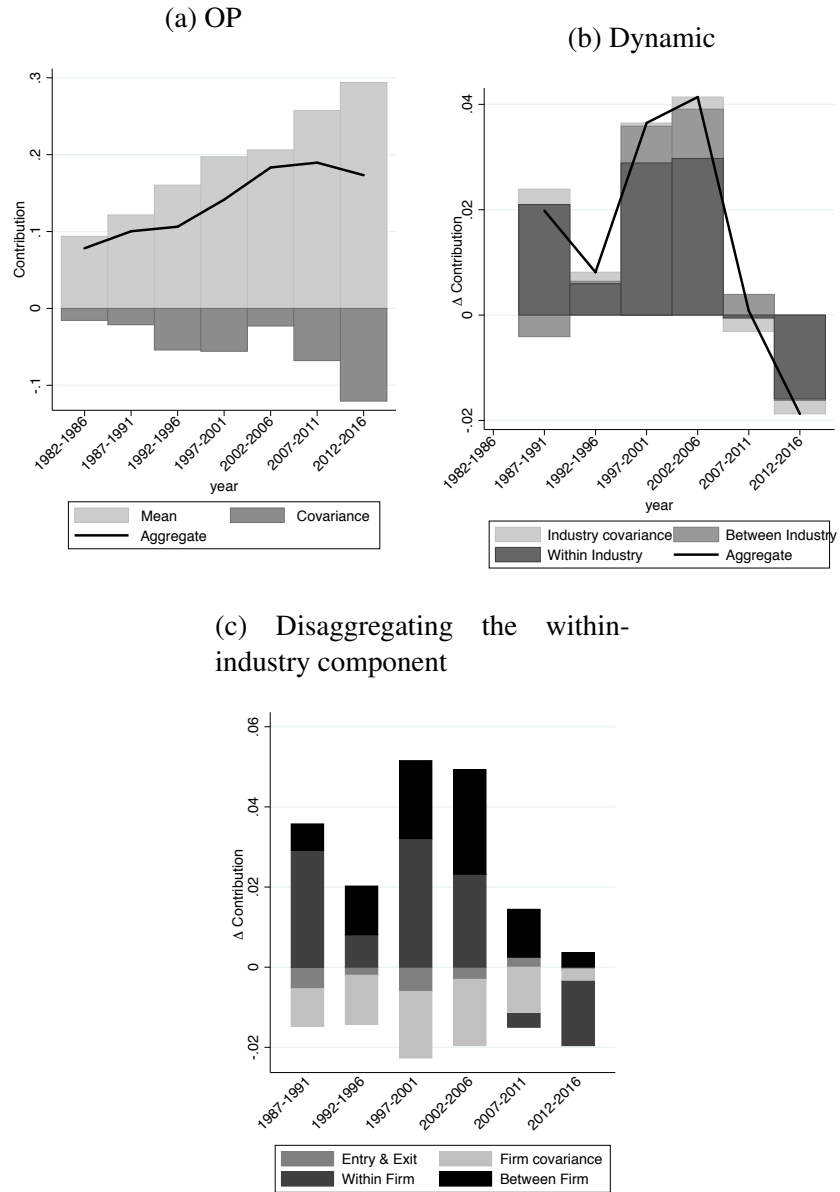 (a) OP
.3
.2
.1
0
-.1
Contribution
1982-1986
1987-1991
1992-1996
1997-2001
2002-2006
2007-2011
2012-2016
year
Mean
Covariance
Aggregate
(b) Dynamic
.04
.02
0
-.02
Δ Contribution
1982-1986
1987-1991
1992-1996
1997-2001
2002-2006
2007-2011
2012-2016
year
Industry covariance
Between Industry
Within Industry
Aggregate
(c) Disaggregating the within-
industry component
.06
.04
.02
0
-.02
Δ Contribution
1987-1991
1992-1996
1997-2001
2002-2006
2007-2011
2012-2016
Entry & Exit
Firm covariance
Within Firm
Between Firm